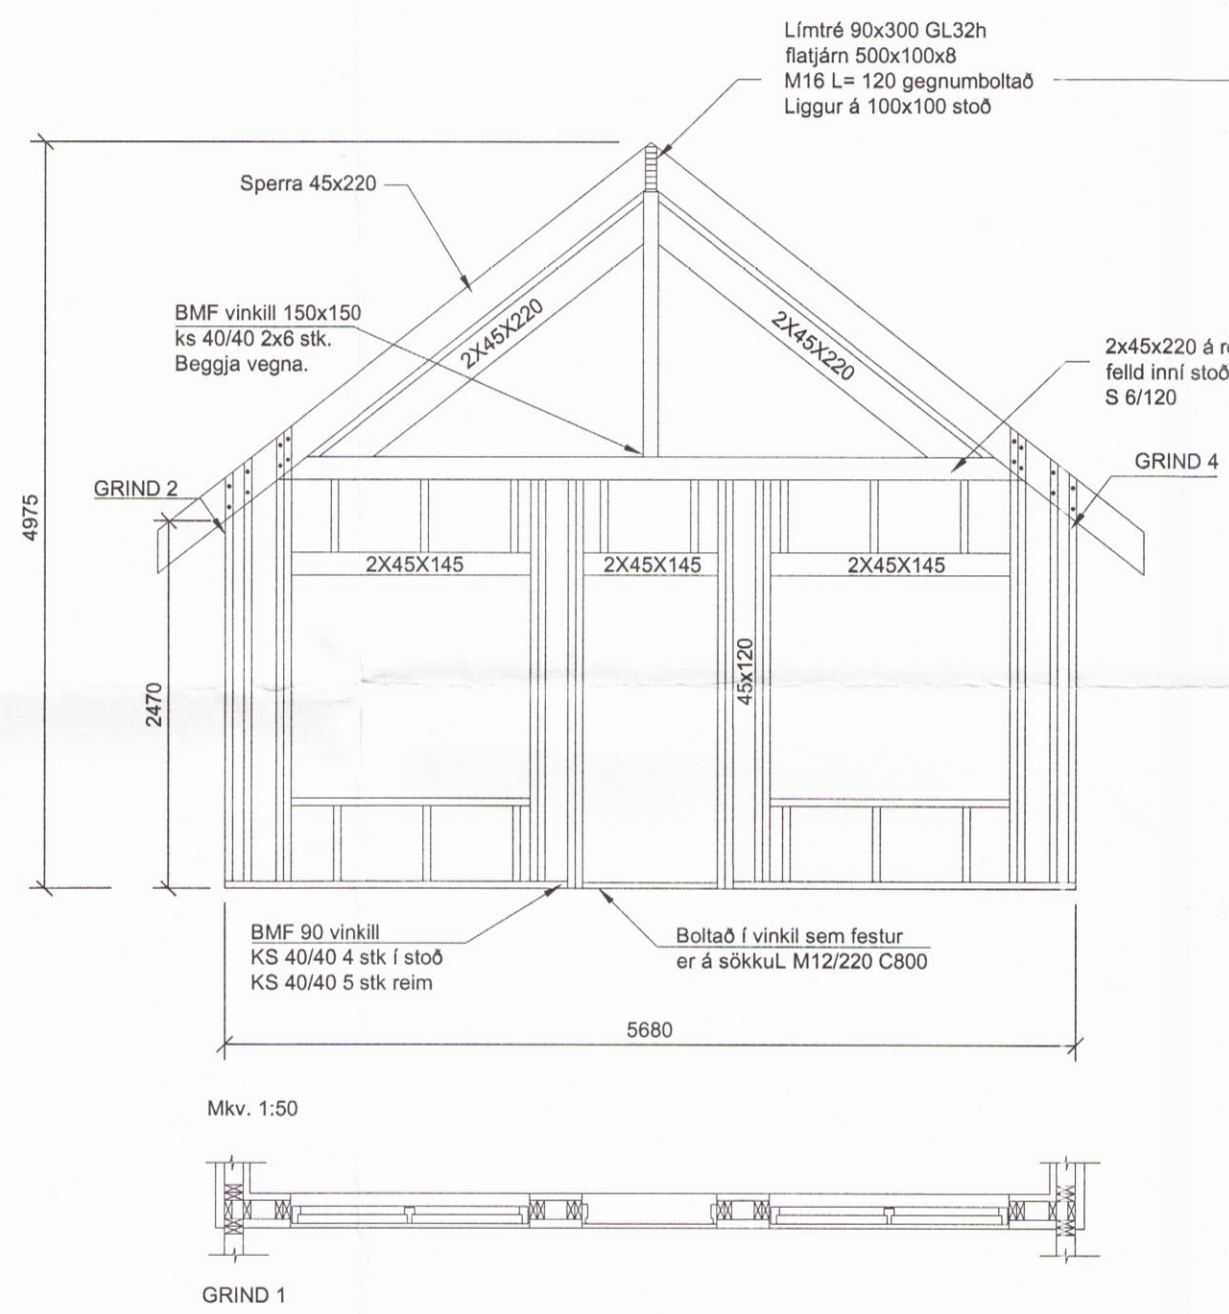 Límtré 90x300 GL32h
flatjárn 500x100x8
M16 L= 120 gegnumboltað
Liggur á 100x100 stoð
Sperra 45x220
BMF vinkill 150x150
ks 40/40 2x6 stk.
Beggja vegna.
2X45X220
2X45X220
2x45x220 á
felld inní stoð
S 6/120
GRIND 2
GRIND 4
4975
2X45X145
2X45X145
2X45X145
45x120
2470
BMF 90 vinkill
KS 40/40 4 stk í stoð
KS 40/40 5 stk reim
Boltað í vinkil sem festur
er á sökkuL M12/220 C800
5680
Mkv. 1:50
GRIND 1